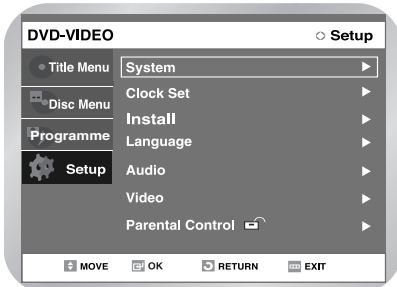 DVD-VIDEO Setup
Title Menu
Disc Menu
Programme
Setup
System
Clock Set
Install
Language
Audio
Video
Parental Control
MOVE OK RETURN EXIT